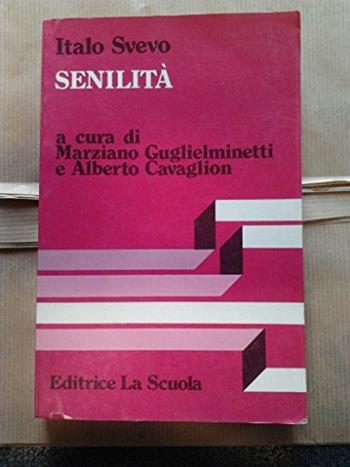 Italo Svevo
SENILITÀ
a cura di
Marziano Guglielminetti
e Alberto Cavaglion
Editrice La Scuola